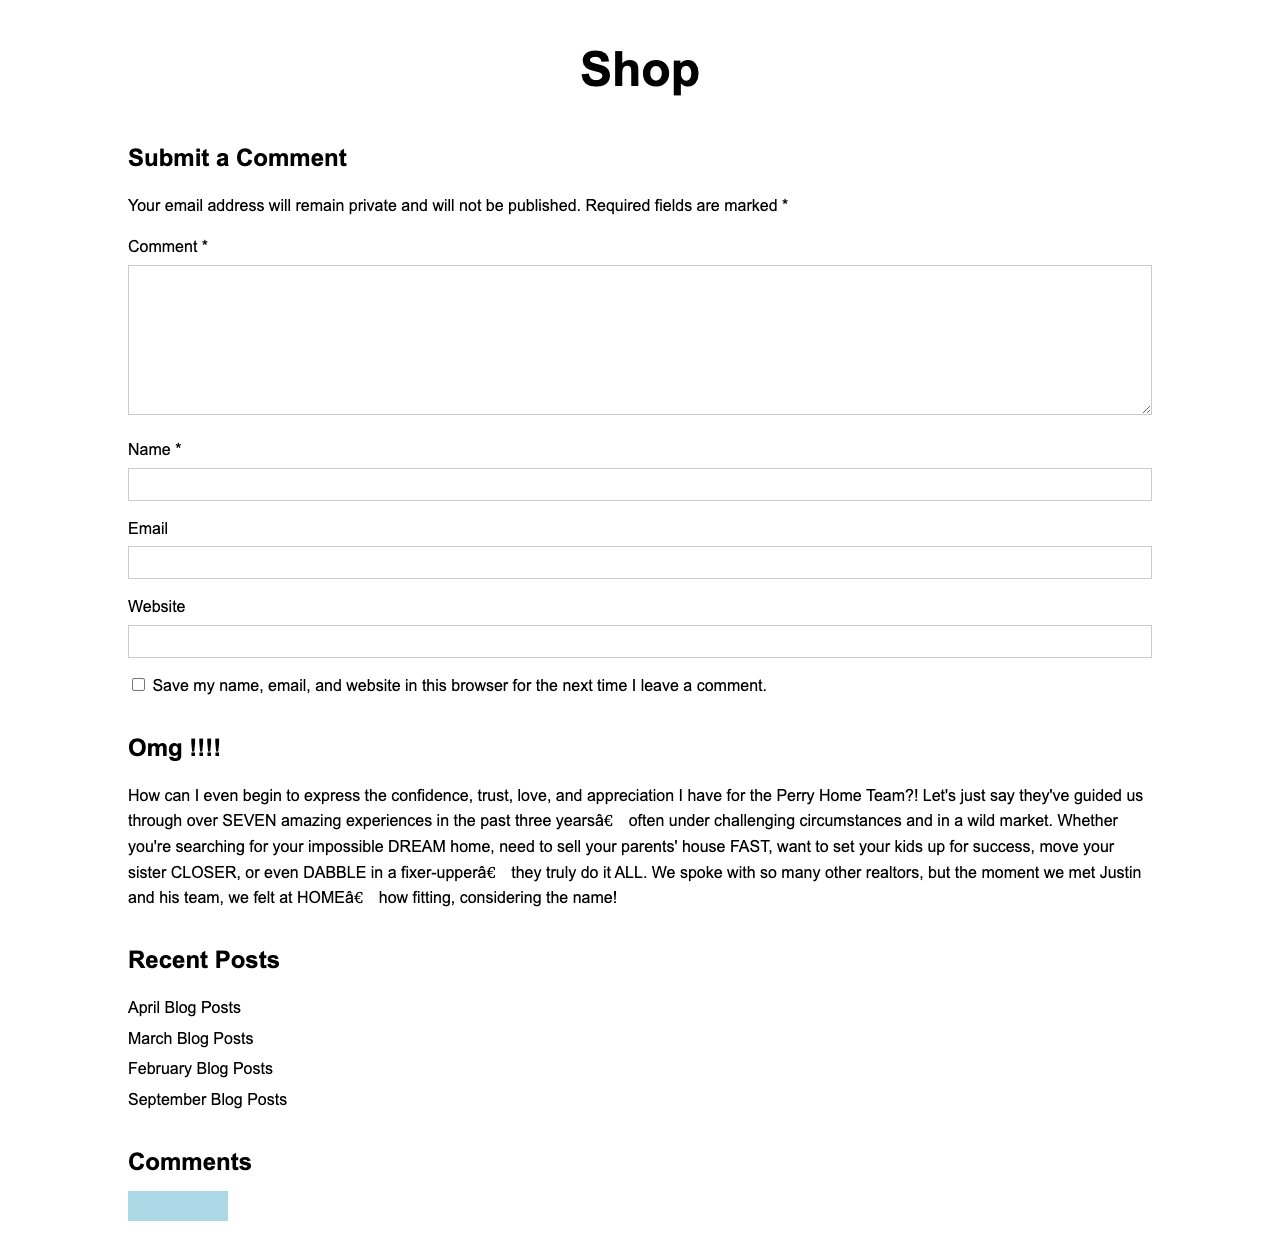 Shop
Submit a Comment
Your email address will remain private and will not be published. Required fields are marked *
Comment *
Name *
Email
Website
Save my name, email, and website in this browser for the next time I leave a comment.
Omg !!!!
How can I even begin to express the confidence, trust, love, and appreciation I have for the Perry Home Team?! Let's just say they've guided us
through over SEVEN amazing experiences in the past three yearsâ€ often under challenging circumstances and in a wild market. Whether
you're searching for your impossible DREAM home, need to sell your parents' house FAST, want to set your kids up for success, move your
sister CLOSER, or even DABBLE in a fixer-upperâ€ they truly do it ALL. We spoke with so many other realtors, but the moment we met Justin
and his team, we felt at HOMEâ€ how fitting, considering the name!
Recent Posts
April Blog Posts
March Blog Posts
February Blog Posts
September Blog Posts
Comments